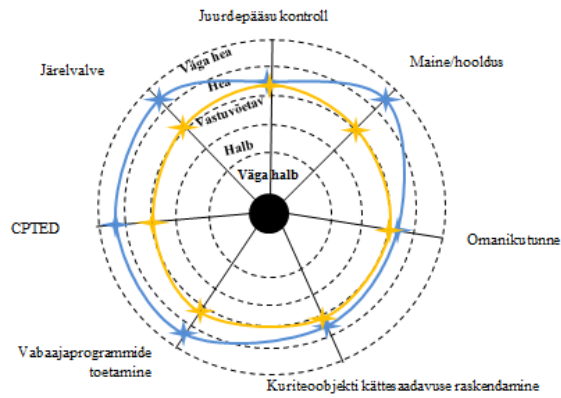 Juurdepääsu kontroll
Maine/hooldus
Järelvalve
Väga hea
Hea
Vastuvõetav
Halb
Väga halb
CPTED
Omanikutunne
Vabaajaprogrammide
toetamine
Kuriteoobjekti kättesaadavuse raskendamine